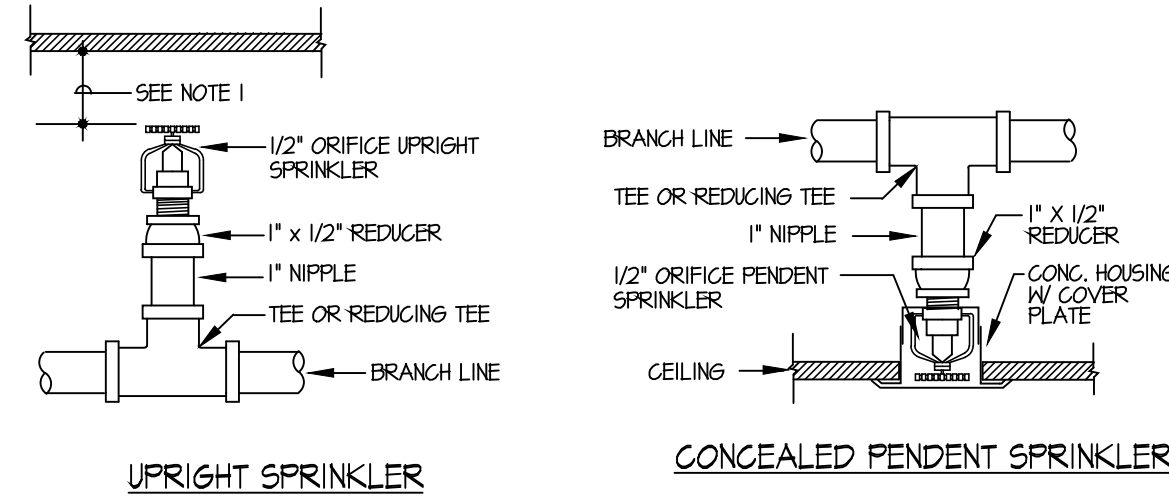 SEE NOTE 1
1/2" ORIFICE UPRIGHT
SPRINKLER
1" x 1/2" REDUCER
1" NIPPLE
TEE OR REDUCING TEE
BRANCH LINE
UPRIGHT SPRINKLER
BRANCH LINE
TEE OR REDUCING TEE
1" NIPPLE
1" X 1/2"
REDUCER
1/2" ORIFICE PENDENT
SPRINKLER
CONC. HOUSING
W/ COVER
PLATE
CEILING
CONCEALED PENDENT SPRINKLER